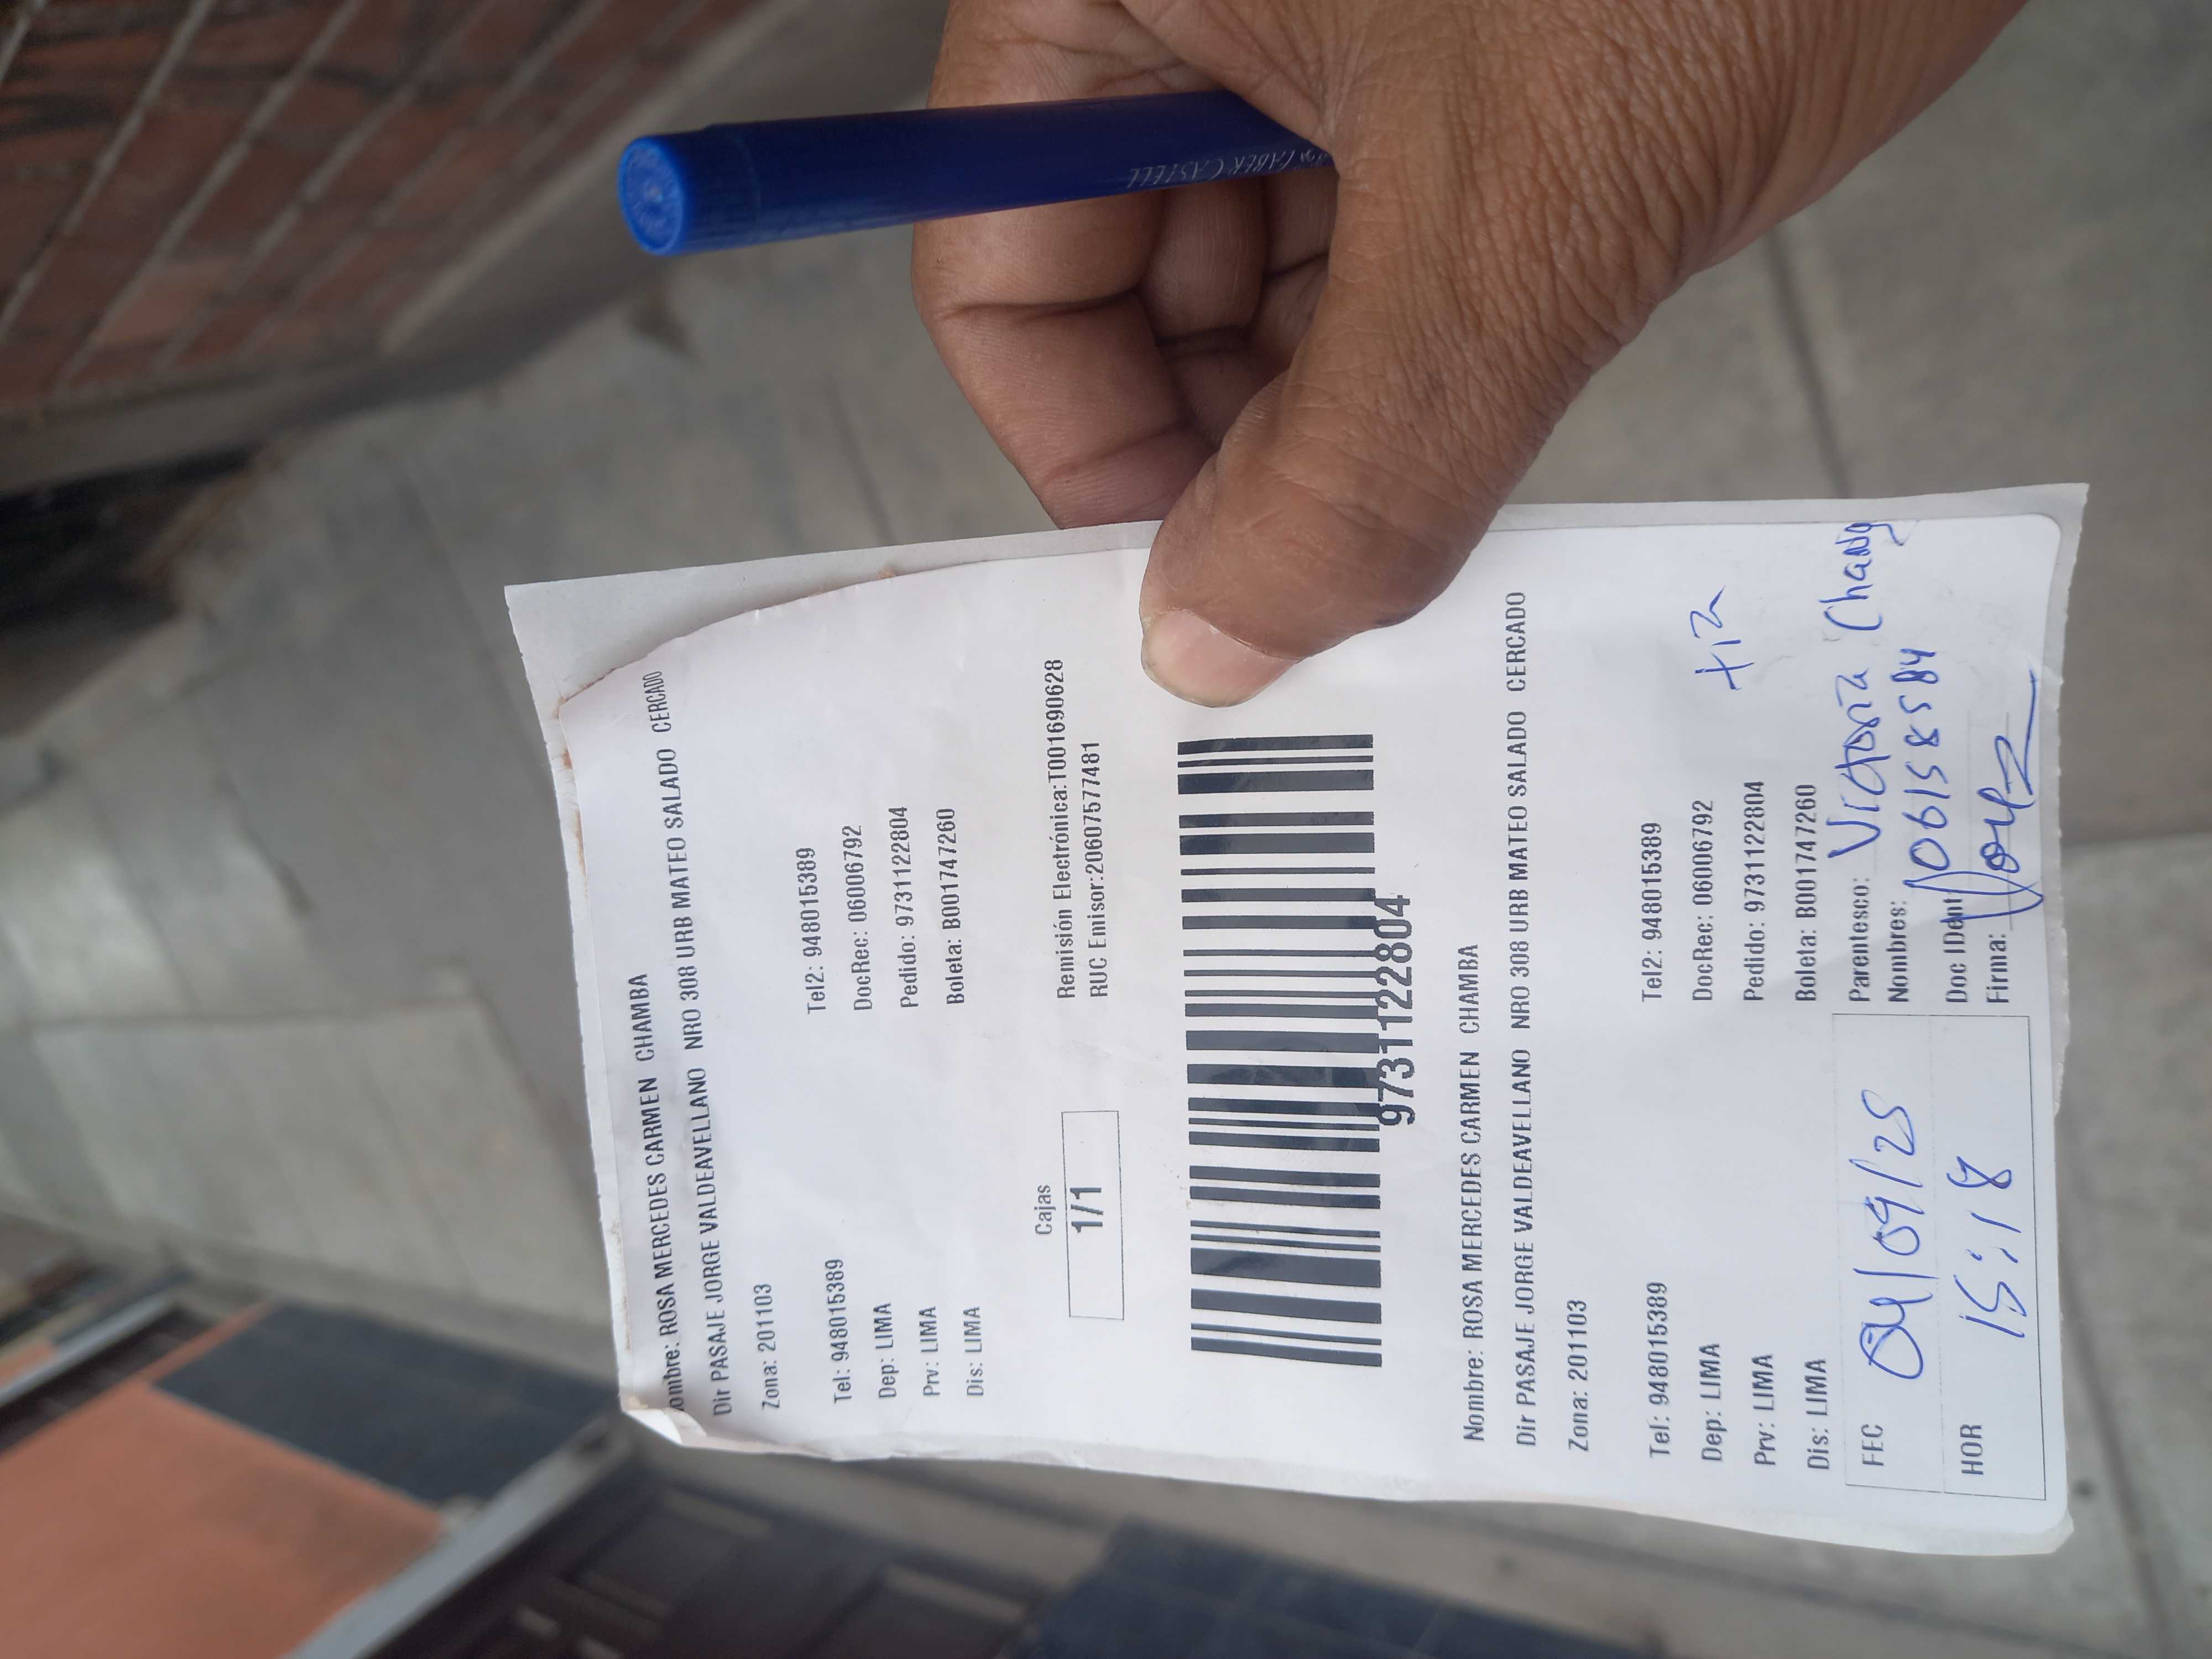 ombre: ROSA MERCEDES CARMEN CHAMBA
Dir PASAJE JORGE VALDEAVELLANO NRO 308 URB MATEO SALADO CERCADO
Zona: 201103
Tel: 948015389 Tel2: 948015389
Dep: LIMA DocRec: 06006792
Prv: LIMA Pedido: 9731122804
Dis: LIMA Boleta: B001747260
Cajas
1/1
Remisión Electrónica:T001690628
RUC Emisor:20607577481
9731122804
Nombre: ROSA MERCEDES CARMEN CHAMBA
Dir PASAJE JORGE VALDEAVELLANO NRO 308 URB MATEO SALADO CERCADO
Zona: 201103
Tel: 948015389 Tel2: 948015389
Dep: LIMA DocRec: 06006792
Prv: LIMA Pedido: 9731122804
Dis: LIMA Boleta: B001747260
FEC 04/09/25
HOR 15:18
Parentesco:
Nombres: Victoria Chang
Doc IDent 06158584
Firma:
FABER CASTELL